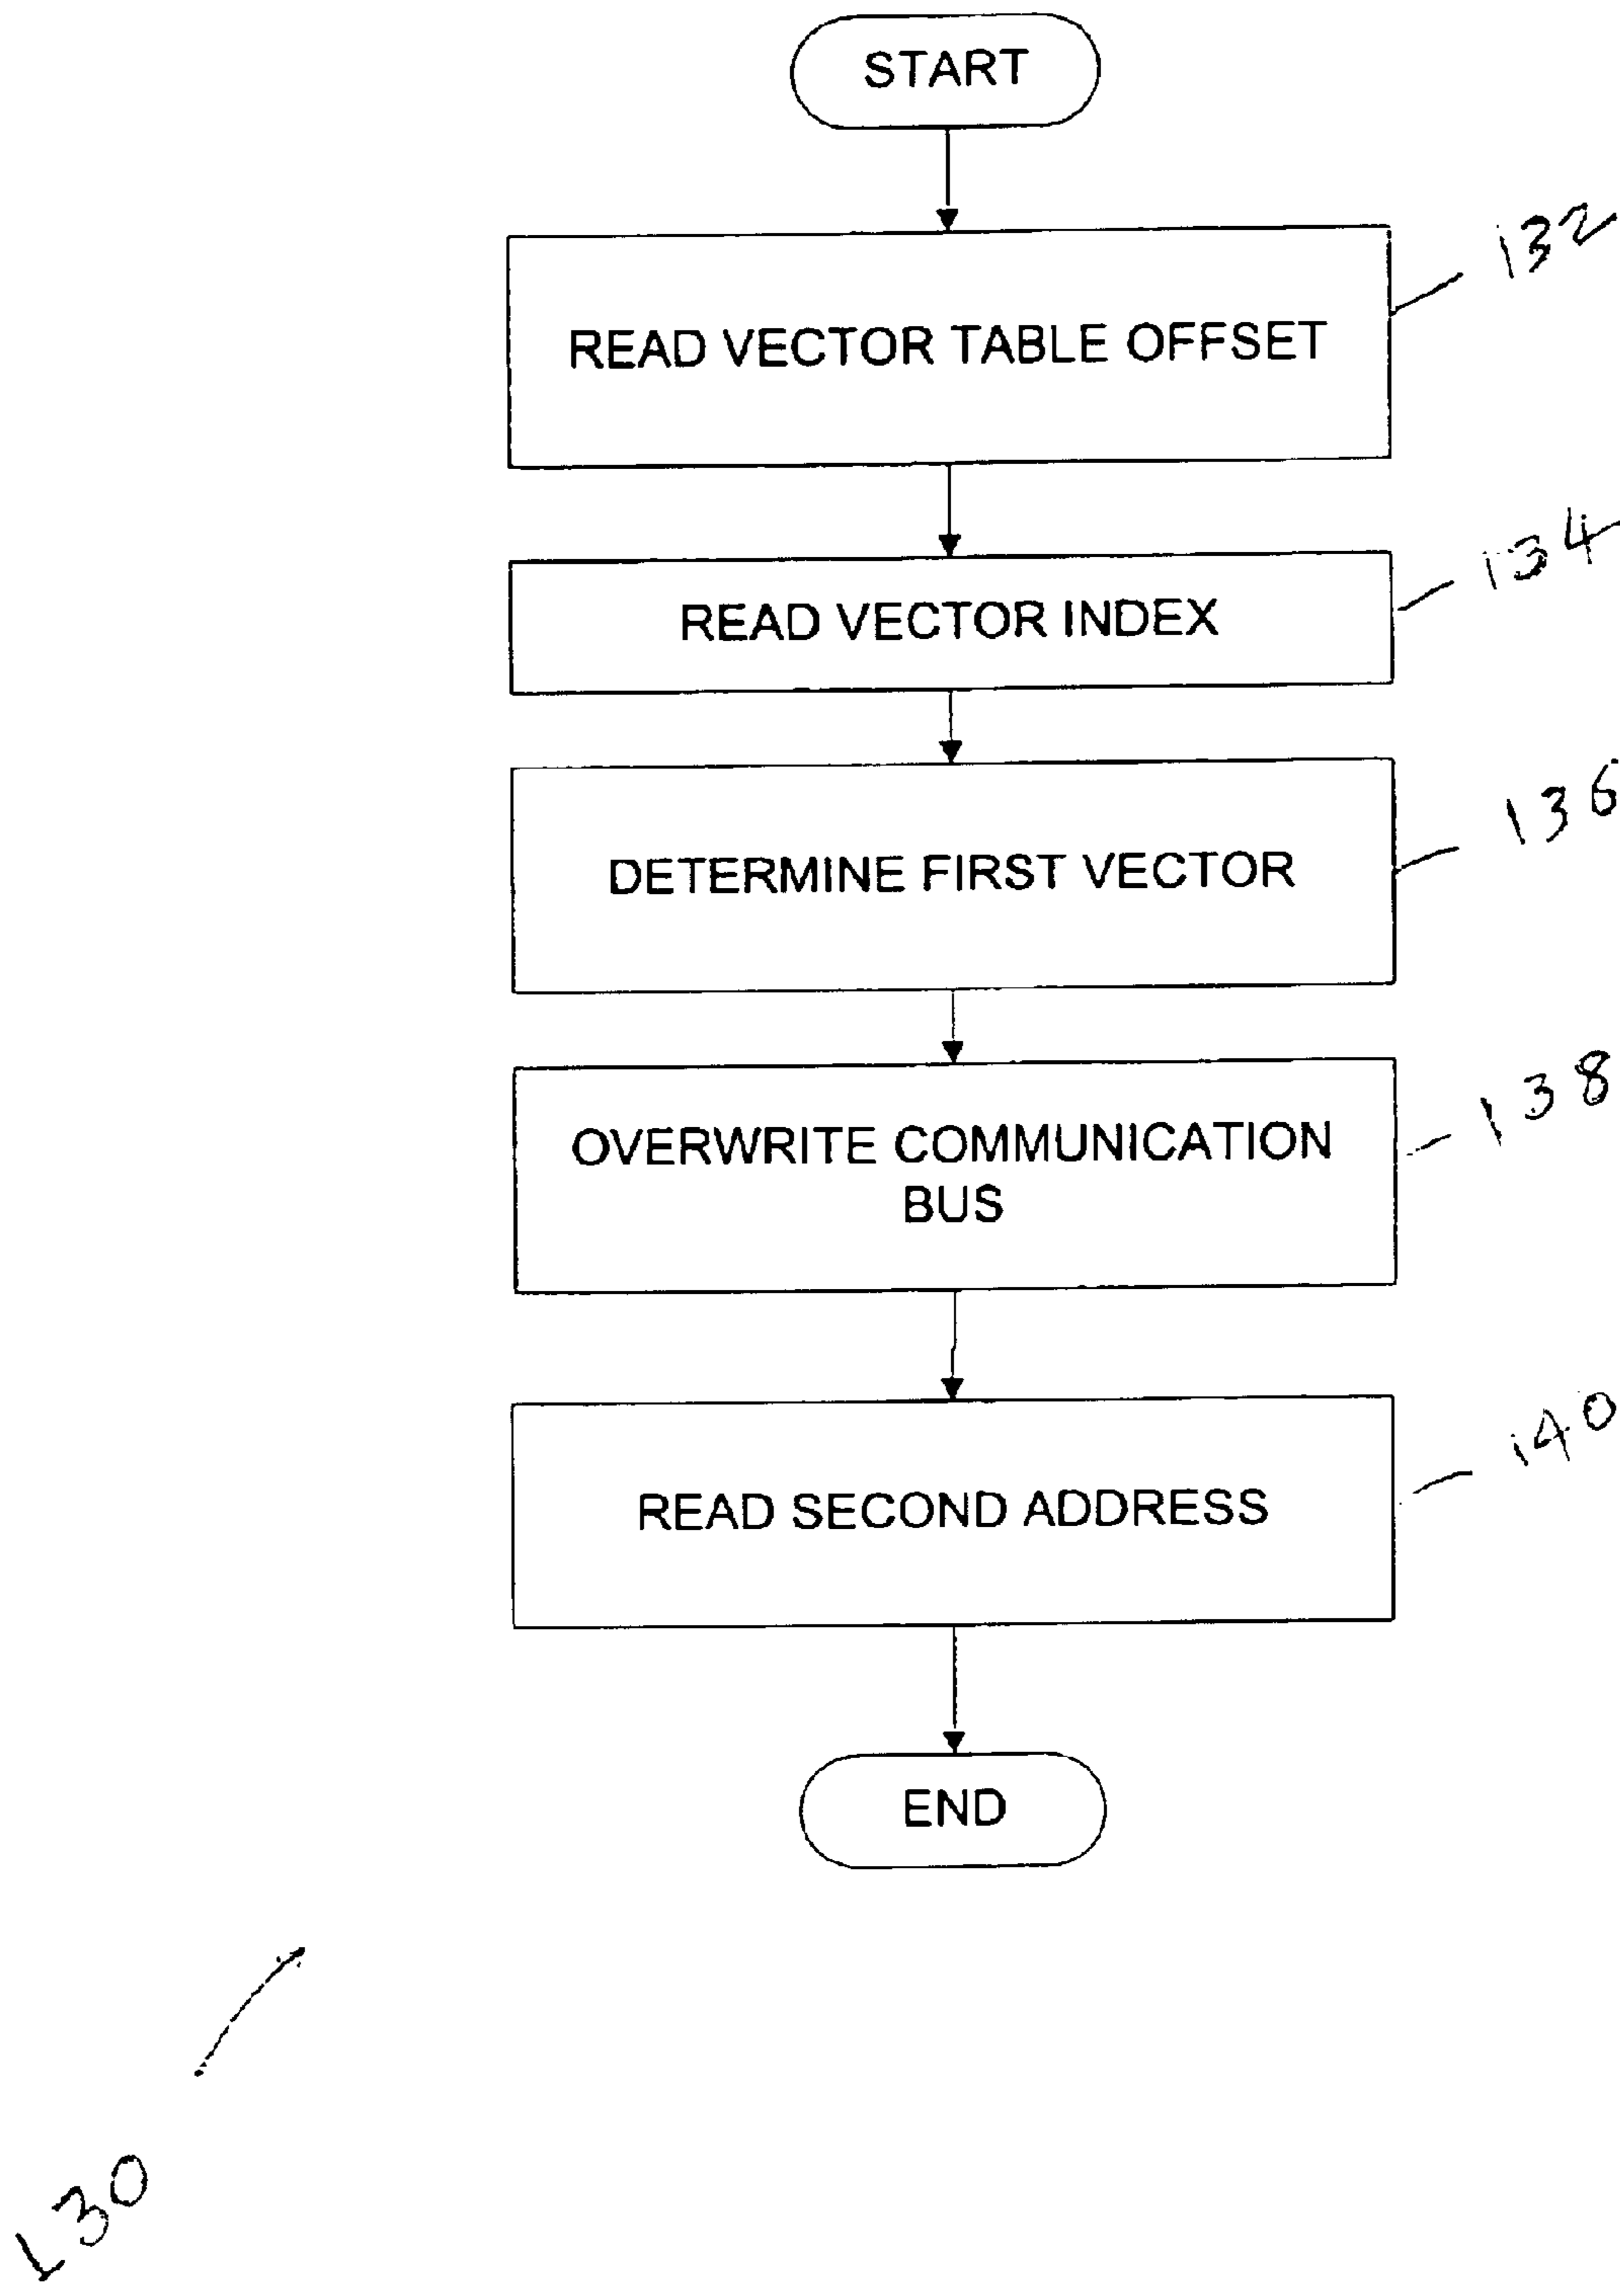 START
READ VECTOR TABLE OFFSET
132
READ VECTOR INDEX
134
DETERMINE FIRST VECTOR
136
OVERWRITE COMMUNICATION
BUS
138
READ SECOND ADDRESS
140
END
130